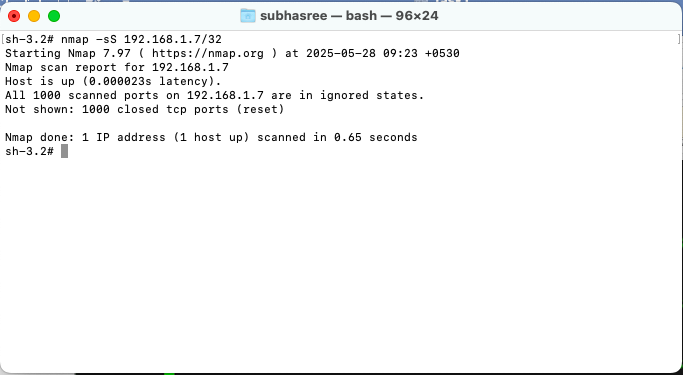 subhasree — bash — 96×24
sh-3.2# nmap -sS 192.168.1.7/32
Starting Nmap 7.97 ( https://nmap.org ) at 2025-05-28 09:23 +0530
Nmap scan report for 192.168.1.7
Host is up (0.000023s latency).
All 1000 scanned ports on 192.168.1.7 are in ignored states.
Not shown: 1000 closed tcp ports (reset)
Nmap done: 1 IP address (1 host up) scanned in 0.65 seconds
sh-3.2#